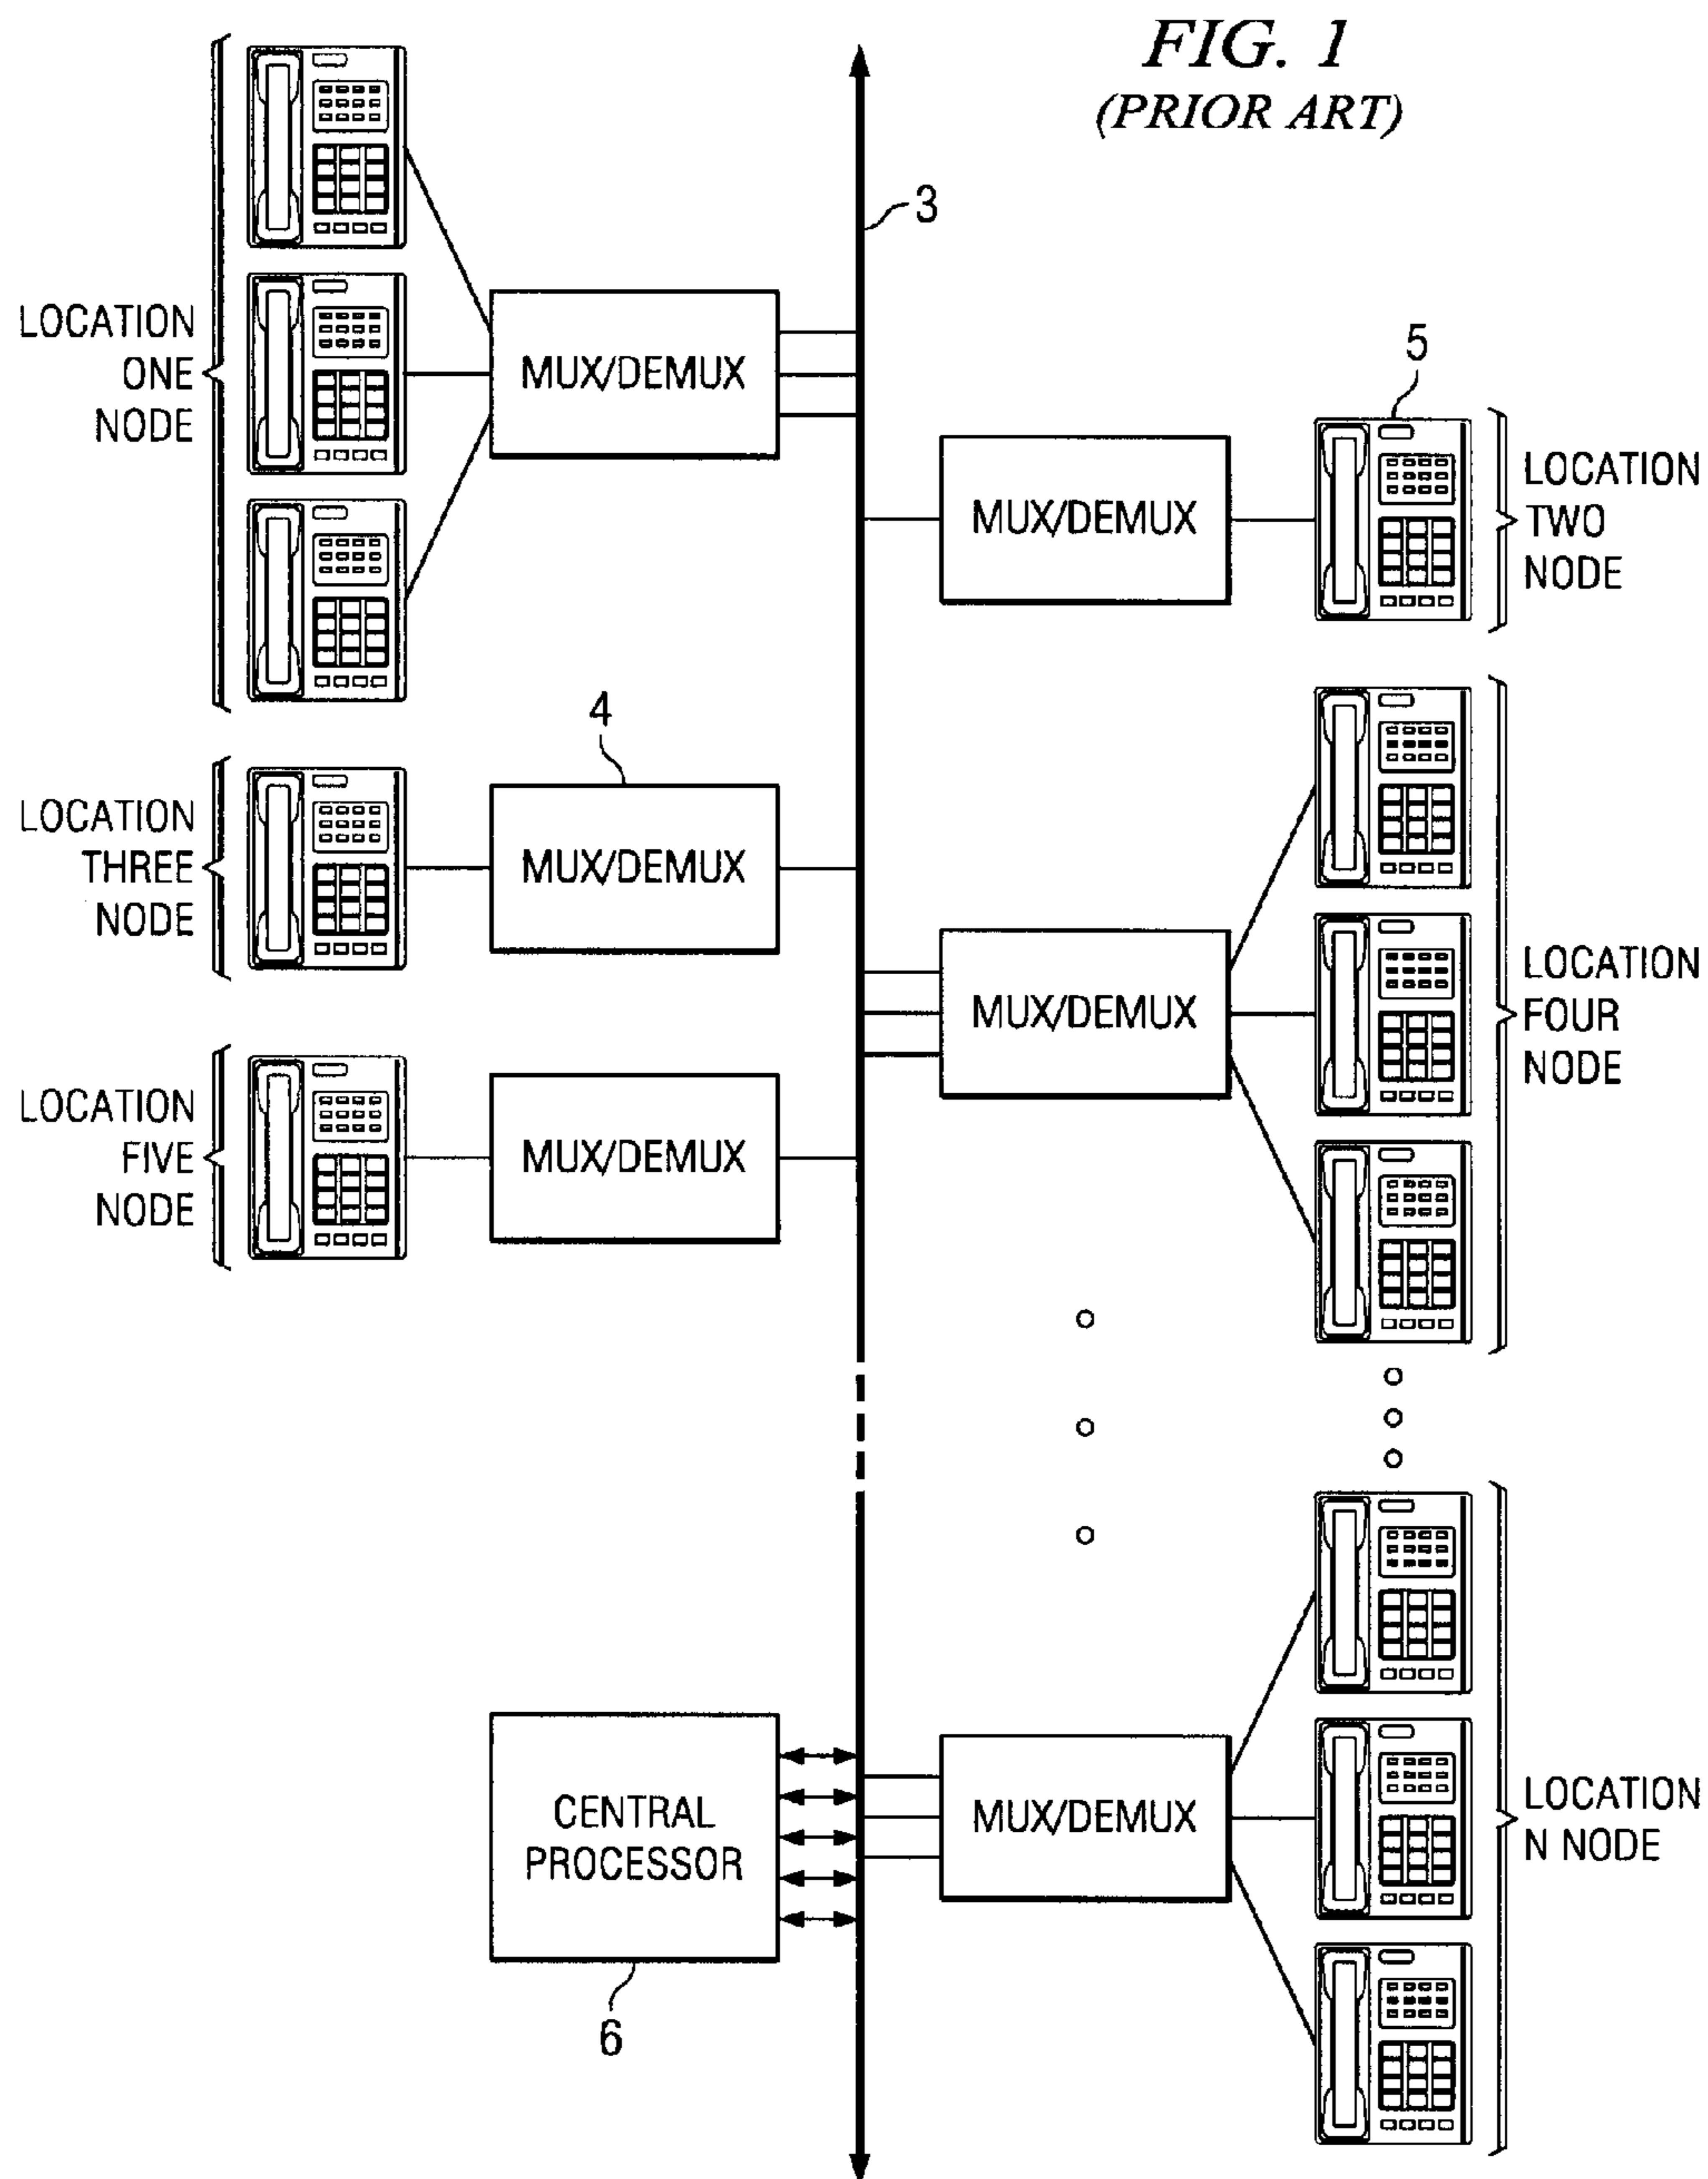 FIG. 1
(PRIOR ART)
3
LOCATION
ONE
NODE
MUX/DEMUX
5
MUX/DEMUX
LOCATION
TWO
NODE
4
LOCATION
THREE
NODE
MUX/DEMUX
MUX/DEMUX
LOCATION
FOUR
NODE
LOCATION
FIVE
NODE
MUX/DEMUX
CENTRAL
PROCESSOR
6
MUX/DEMUX
LOCATION
N NODE